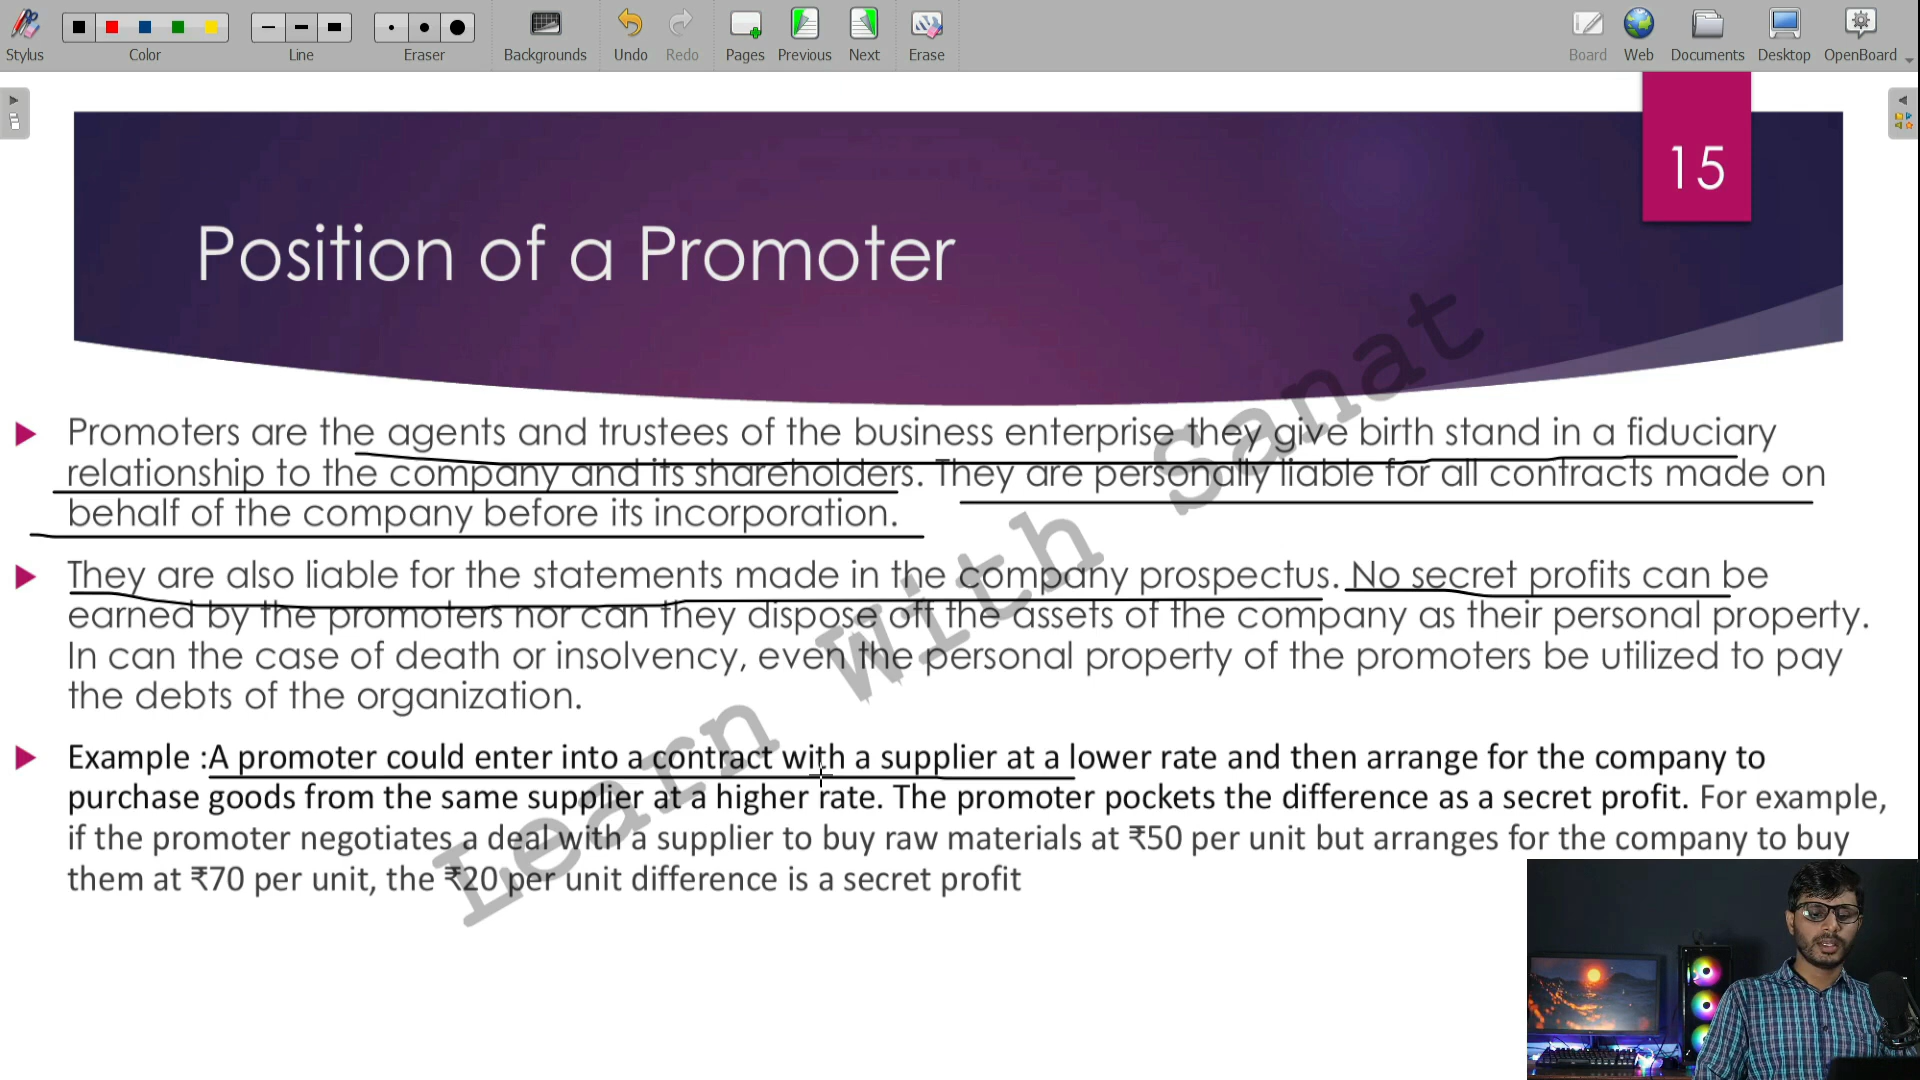 Stylus Color Line Eraser Backgrounds Undo Redo Pages Previous Next Erase Board Web Documents Desktop OpenBoard
15
Position of a Promoter
Promoters are the agents and trustees of the business enterprise they give birth stand in a fiduciary
relationship to the company and its shareholders. They are personally liable for all contracts made on
behalf of the company before its incorporation.
They are also liable for the statements made in the company prospectus. No secret profits can be
earned by the promoters nor can they dispose off the assets of the company as their personal property.
In can the case of death or insolvency, even the personal property of the promoters be utilized to pay
the debts of the organization.
Example :A promoter could enter into a contract with a supplier at a lower rate and then arrange for the company to
purchase goods from the same supplier at a higher rate. The promoter pockets the difference as a secret profit. For example,
if the promoter negotiates a deal with a supplier to buy raw materials at ₹50 per unit but arranges for the company to buy
them at ₹70 per unit, the ₹20 per unit difference is a secret profit
Learn With Sanat